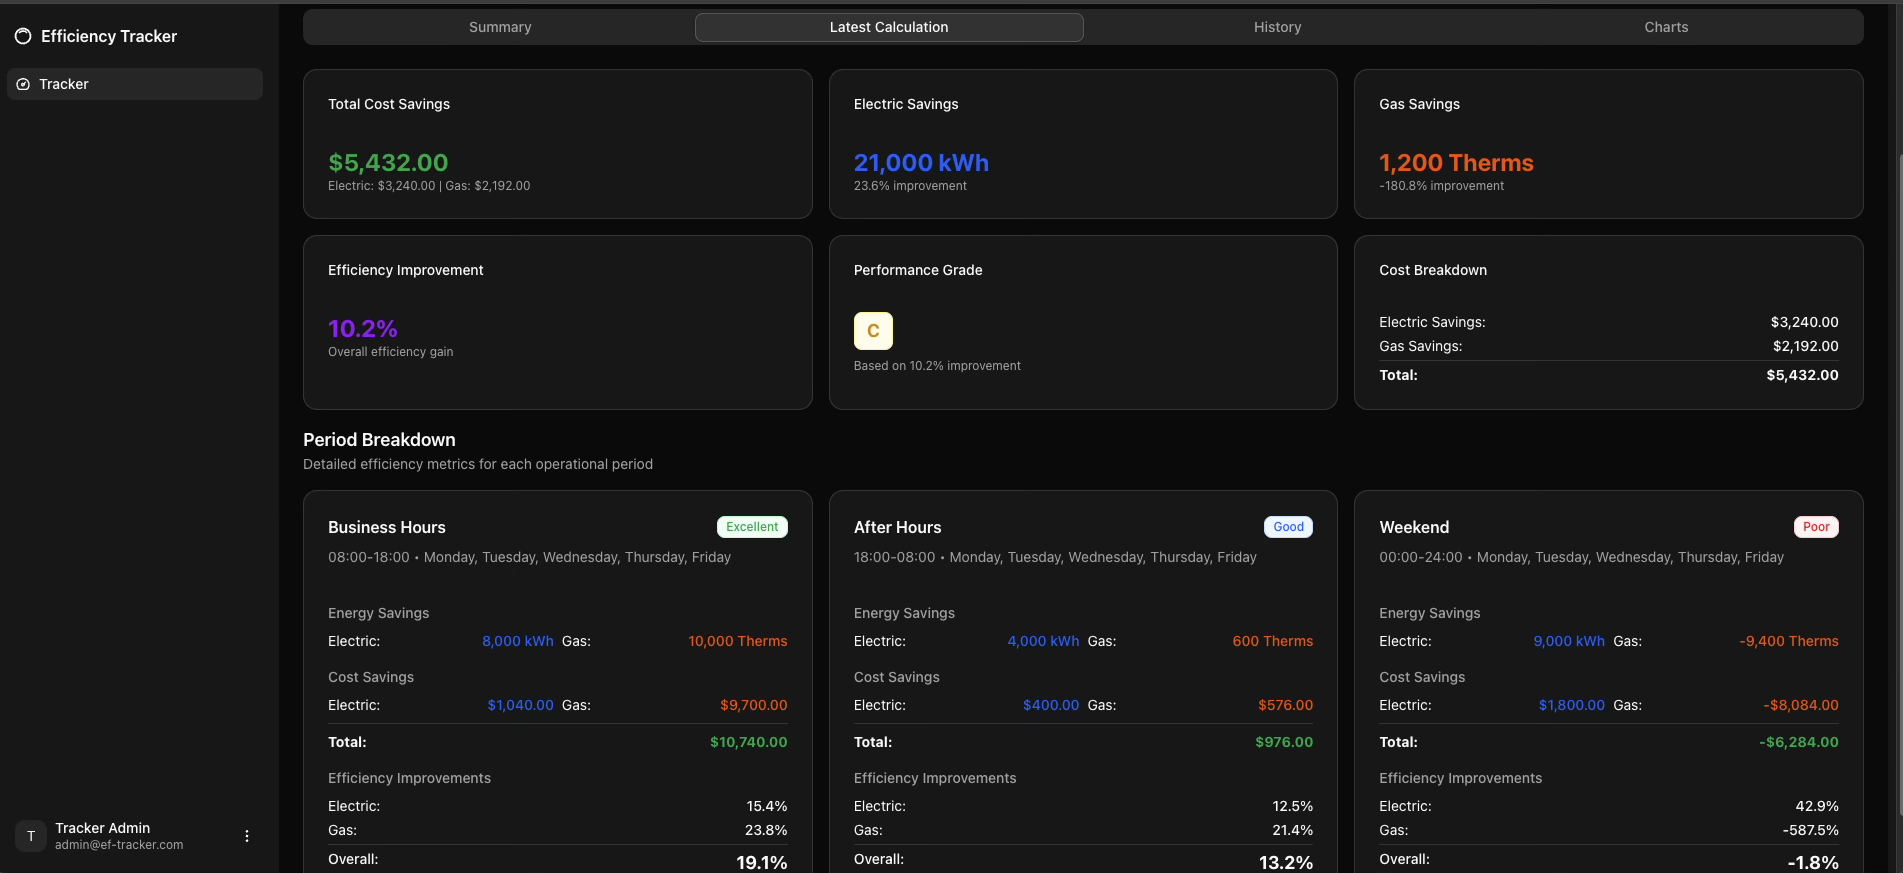 Efficiency Tracker
Tracker
Summary
Latest Calculation
History
Charts
Total Cost Savings
$5,432.00
Electric: $3,240.00 | Gas: $2,192.00
Electric Savings
21,000 kWh
23.6% improvement
Gas Savings
1,200 Therms
-180.8% improvement
Efficiency Improvement
10.2%
Overall efficiency gain
Performance Grade
C
Based on 10.2% improvement
Cost Breakdown
Electric Savings: $3,240.00
Gas Savings: $2,192.00
Total: $5,432.00
Period Breakdown
Detailed efficiency metrics for each operational period
Business Hours Excellent
08:00-18:00 • Monday, Tuesday, Wednesday, Thursday, Friday
Energy Savings
Electric: 8,000 kWh Gas: 10,000 Therms
Cost Savings
Electric: $1,040.00 Gas: $9,700.00
Total: $10,740.00
Efficiency Improvements
Electric: 15.4%
Gas: 23.8%
Overall: 19.1%
After Hours Good
18:00-08:00 • Monday, Tuesday, Wednesday, Thursday, Friday
Energy Savings
Electric: 4,000 kWh Gas: 600 Therms
Cost Savings
Electric: $400.00 Gas: $576.00
Total: $976.00
Efficiency Improvements
Electric: 12.5%
Gas: 21.4%
Overall: 13.2%
Weekend Poor
00:00-24:00 • Monday, Tuesday, Wednesday, Thursday, Friday
Energy Savings
Electric: 9,000 kWh Gas: -9,400 Therms
Cost Savings
Electric: $1,800.00 Gas: -$8,084.00
Total: -$6,284.00
Efficiency Improvements
Electric: 42.9%
Gas: -587.5%
Overall: -1.8%
T
Tracker Admin
admin@ef-tracker.com